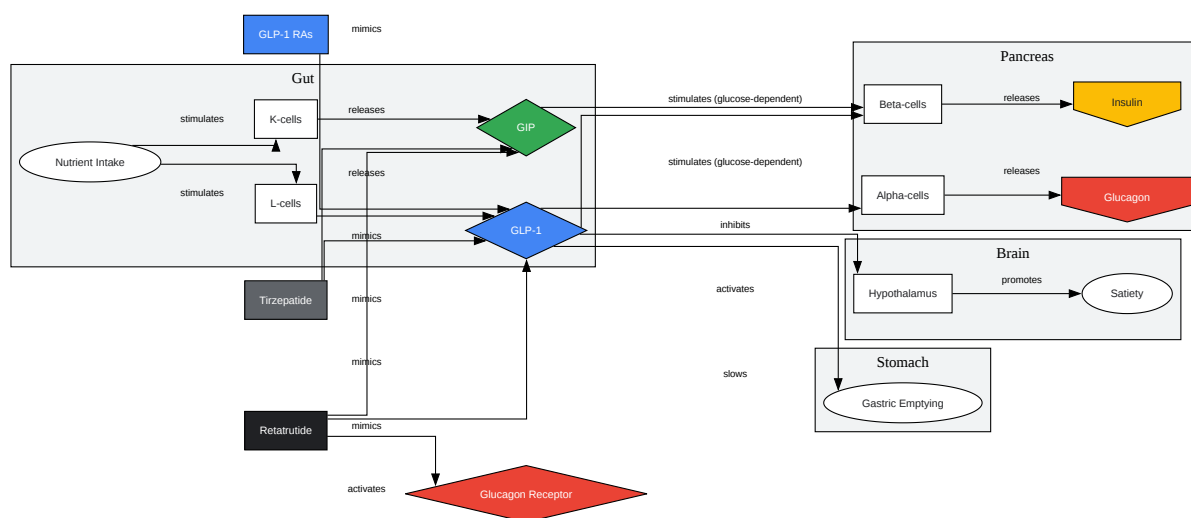 GLP-1 RAs
mimics
Pancreas
Gut
stimulates (glucose-dependent)
releases
Beta-cells
Insulin
releases
K-cells
stimulates
GIP
Nutrient Intake
stimulates (glucose-dependent)
releases
releases
stimulates
L-cells
Alpha-cells
Glucagon
GLP-1
inhibits
mimics
Brain
promotes
Hypothalamus
Satiety
activates
Tirzepatide
mimics
mimics
Stomach
slows
Gastric Emptying
Retatrutide
mimics
activates
Glucagon Receptor